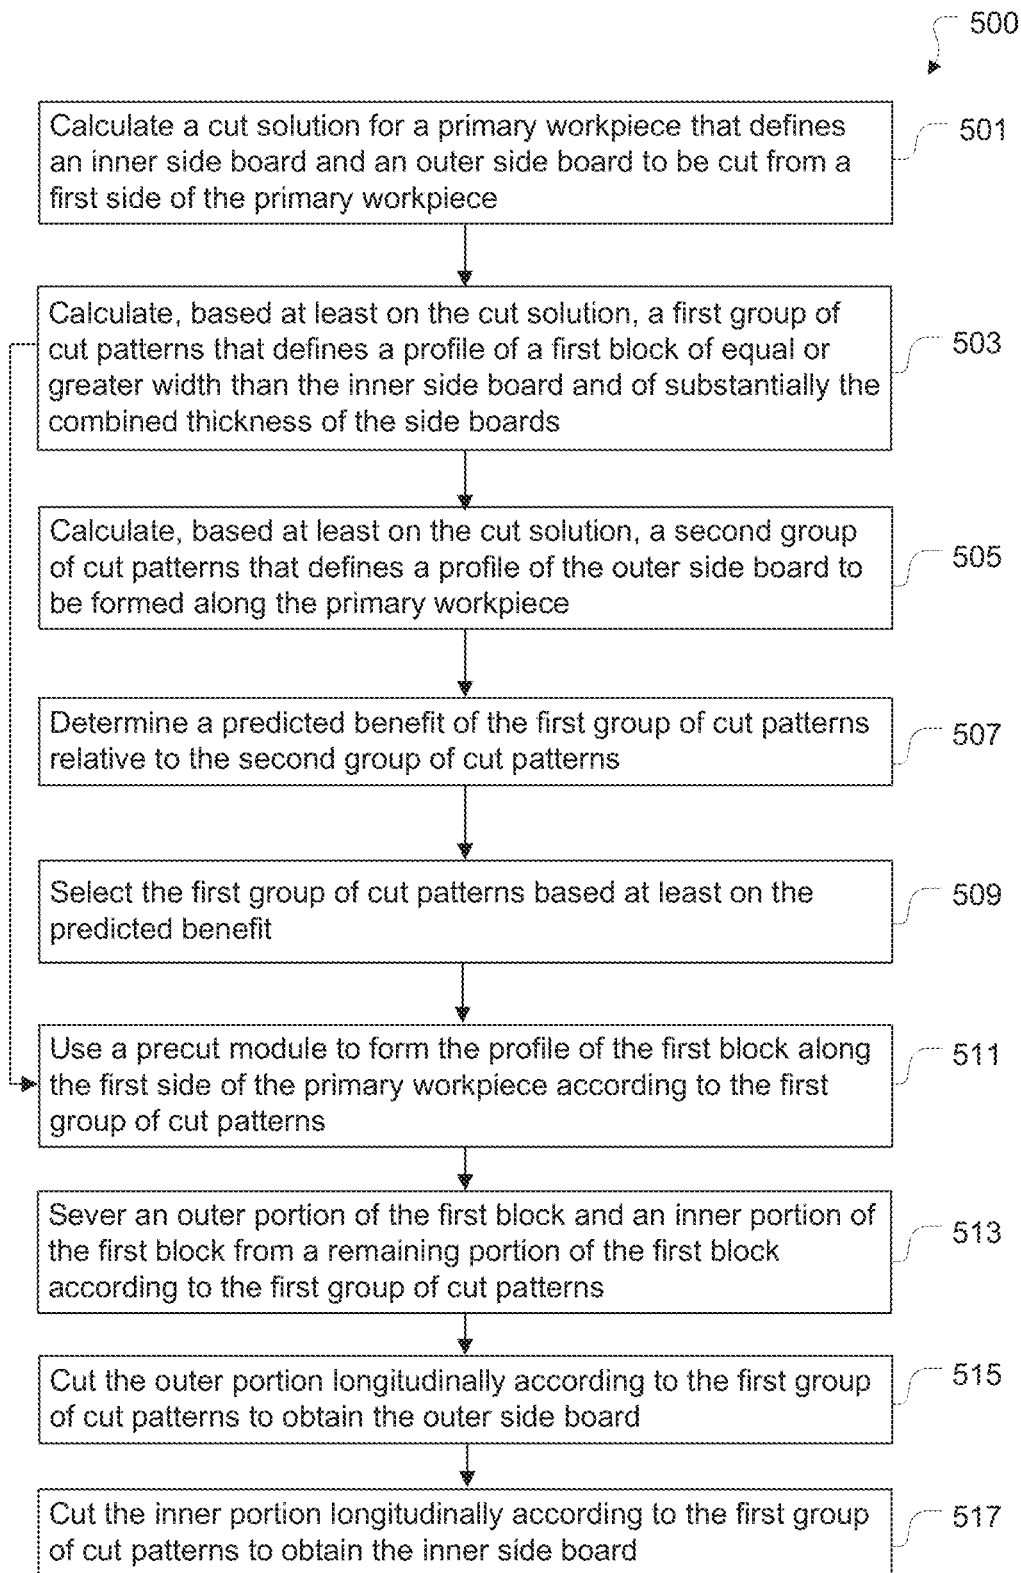 500
Calculate a cut solution for a primary workpiece that defines
an inner side board and an outer side board to be cut from a
first side of the primary workpiece
501
Calculate, based at least on the cut solution, a first group of
cut patterns that defines a profile of a first block of equal or
greater width than the inner side board and of substantially the
combined thickness of the side boards
503
Calculate, based at least on the cut solution, a second group
of cut patterns that defines a profile of the outer side board to
be formed along the primary workpiece
505
Determine a predicted benefit of the first group of cut patterns
relative to the second group of cut patterns
507
Select the first group of cut patterns based at least on the
predicted benefit
509
Use a precut module to form the profile of the first block along
the first side of the primary workpiece according to the first
group of cut patterns
511
Sever an outer portion of the first block and an inner portion of
the first block from a remaining portion of the first block
according to the first group of cut patterns
513
Cut the outer portion longitudinally according to the first group
of cut patterns to obtain the outer side board
515
Cut the inner portion longitudinally according to the first group
of cut patterns to obtain the inner side board
517